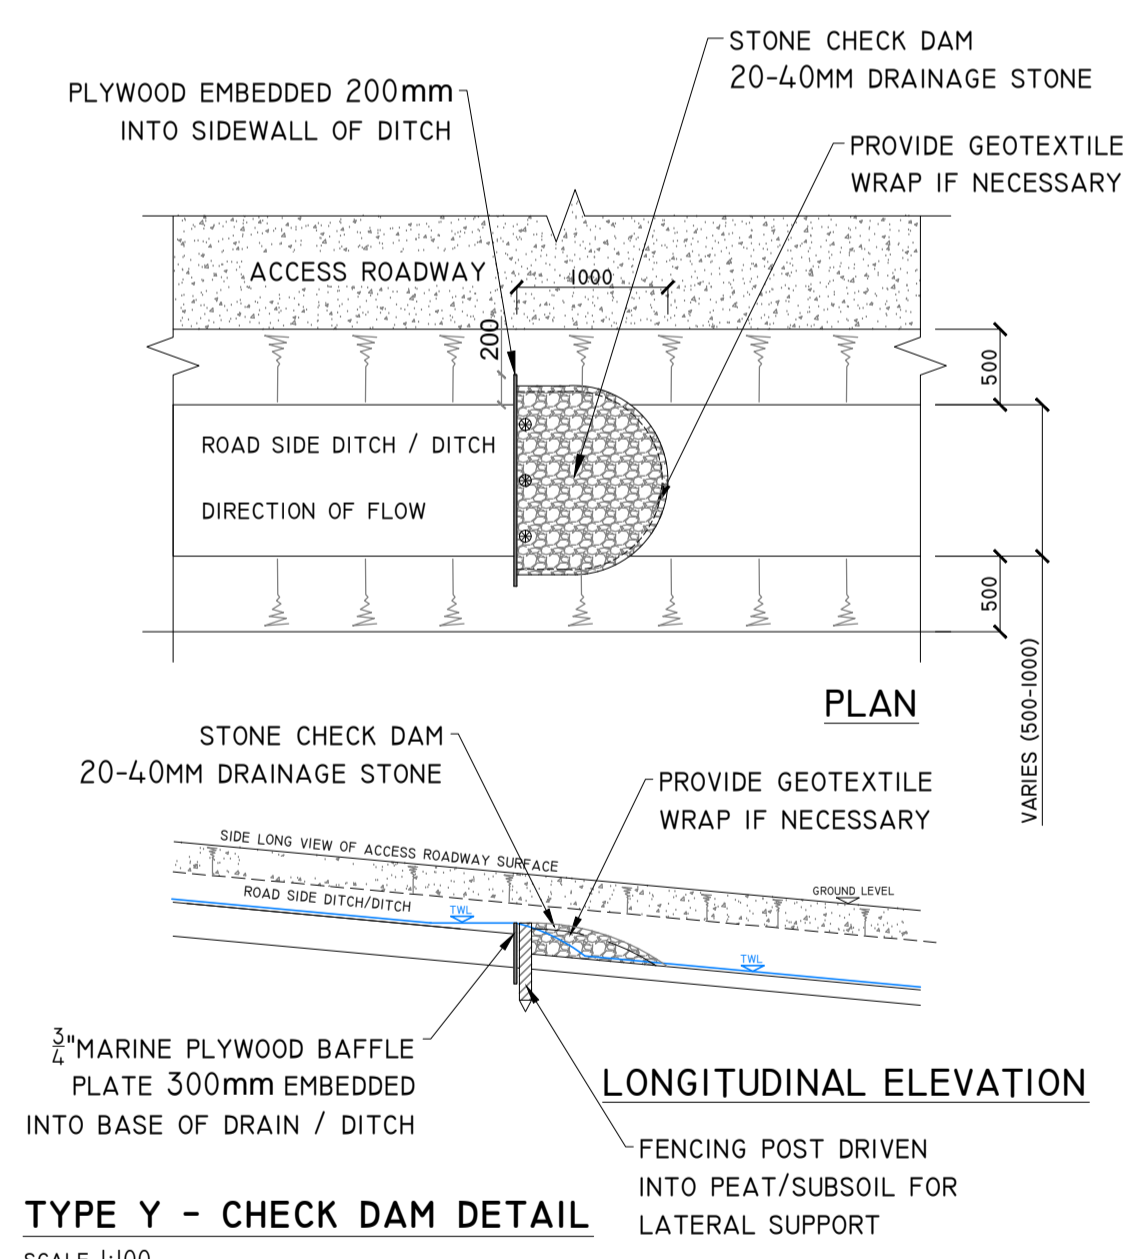 STONE CHECK DAM
20-40MM DRAINAGE STONE
PLYWOOD EMBEDDED 200mm
INTO SIDEWALL OF DITCH
PROVIDE GEOTEXTILE
WRAP IF NECESSARY
ACCESS ROADWAY
1000
200
500
ROAD SIDE DITCH / DITCH
DIRECTION OF FLOW
500
VARIES (500-1000)
PLAN
STONE CHECK DAM
20-40MM DRAINAGE STONE
PROVIDE GEOTEXTILE
WRAP IF NECESSARY
SIDE LONG VIEW OF ACCESS ROADWAY SURFACE
GROUND LEVEL
ROAD SIDE DITCH/DITCH
TWL
TWL
3/4"MARINE PLYWOOD BAFFLE
PLATE 300mm EMBEDDED
INTO BASE OF DRAIN / DITCH
LONGITUDINAL ELEVATION
FENCING POST DRIVEN
INTO PEAT/SUBSOIL FOR
LATERAL SUPPORT
TYPE Y - CHECK DAM DETAIL
SCALE 1:100